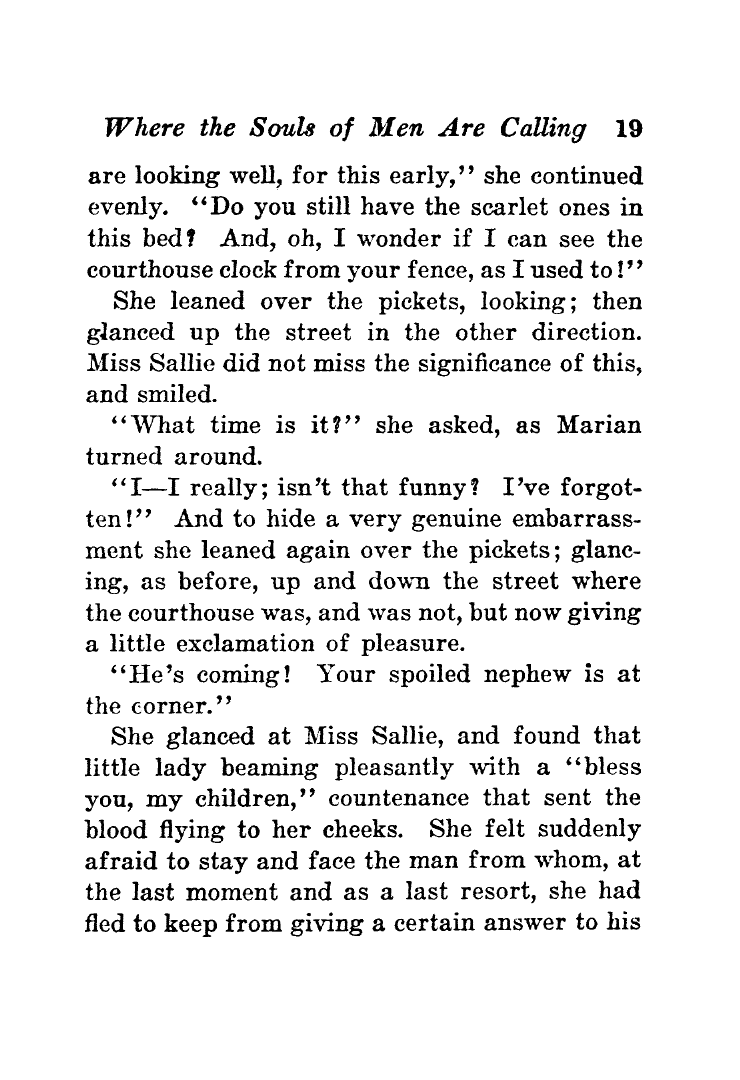 Where the Souls of Men Are Calling 19
are looking well, for this early,'' she continued
evenly. ``Do you still have the scarlet ones in
this bed? And, oh, I wonder if I can see the
courthouse clock from your fence, as I used to!''
She leaned over the pickets, looking; then
glanced up the street in the other direction.
Miss Sallie did not miss the significance of this,
and smiled.
``What time is it?'' she asked, as Marian
turned around.
``I—I really; isn't that funny? I've forgot-
ten!'' And to hide a very genuine embarrass-
ment she leaned again over the pickets; glanc-
ing, as before, up and down the street where
the courthouse was, and was not, but now giving
a little exclamation of pleasure.
``He's coming! Your spoiled nephew is at
the corner.''
She glanced at Miss Sallie, and found that
little lady beaming pleasantly with a ``bless
you, my children,'' countenance that sent the
blood flying to her cheeks. She felt suddenly
afraid to stay and face the man from whom, at
the last moment and as a last resort, she had
fled to keep from giving a certain answer to his